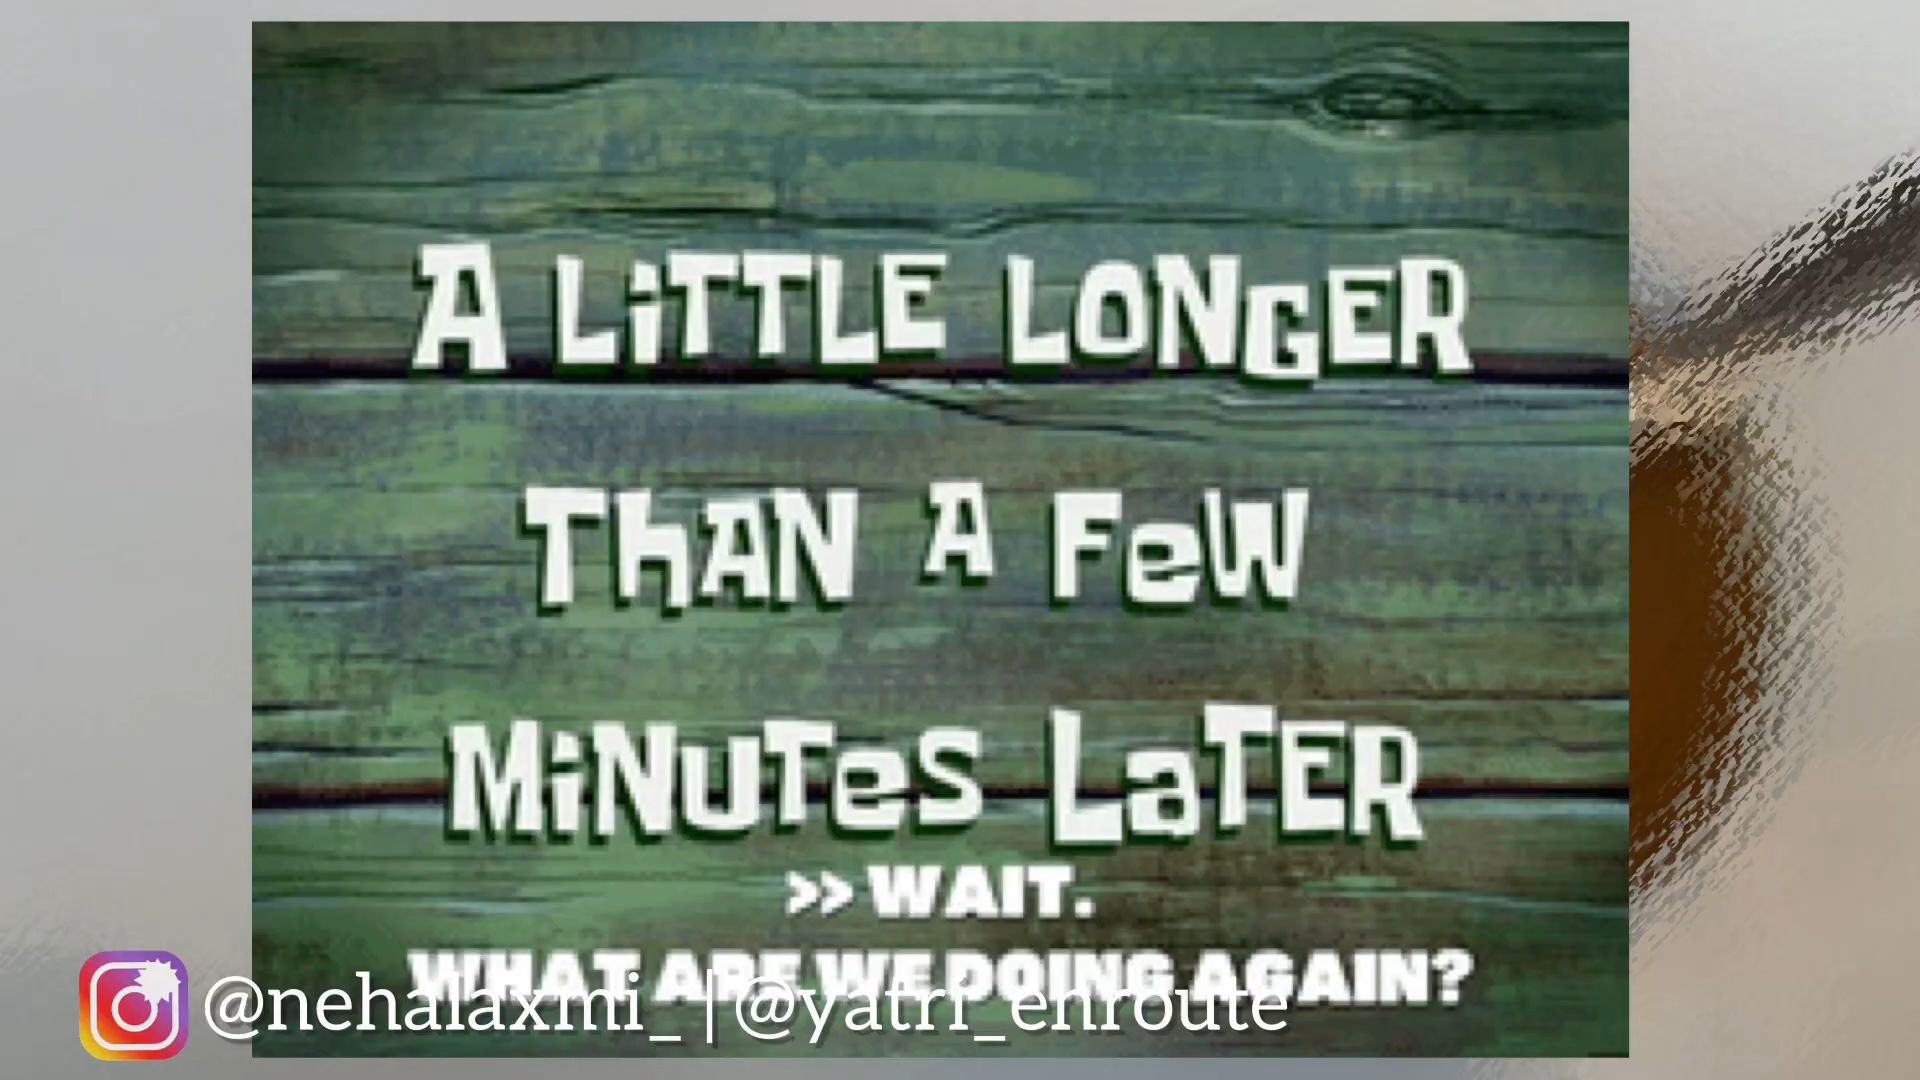 A LiTTLE LONGER
ThAN A FeW
MiNuTes LaTER
>> WAIT.
WHAT ARE WE DOING AGAIN?
@nehalaxmi_ | @yatri_enroute